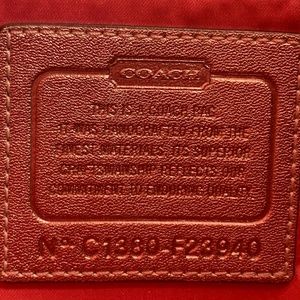 COACH
THIS IS A COACH BAG.
IT WAS HANDCRAFTED FROM THE
FINEST MATERIALS. ITS SUPERIOR
CRAFTSMANSHIP REFLECTS OUR
COMMITMENT TO ENDURING QUALITY.
Nº C1380-F23940